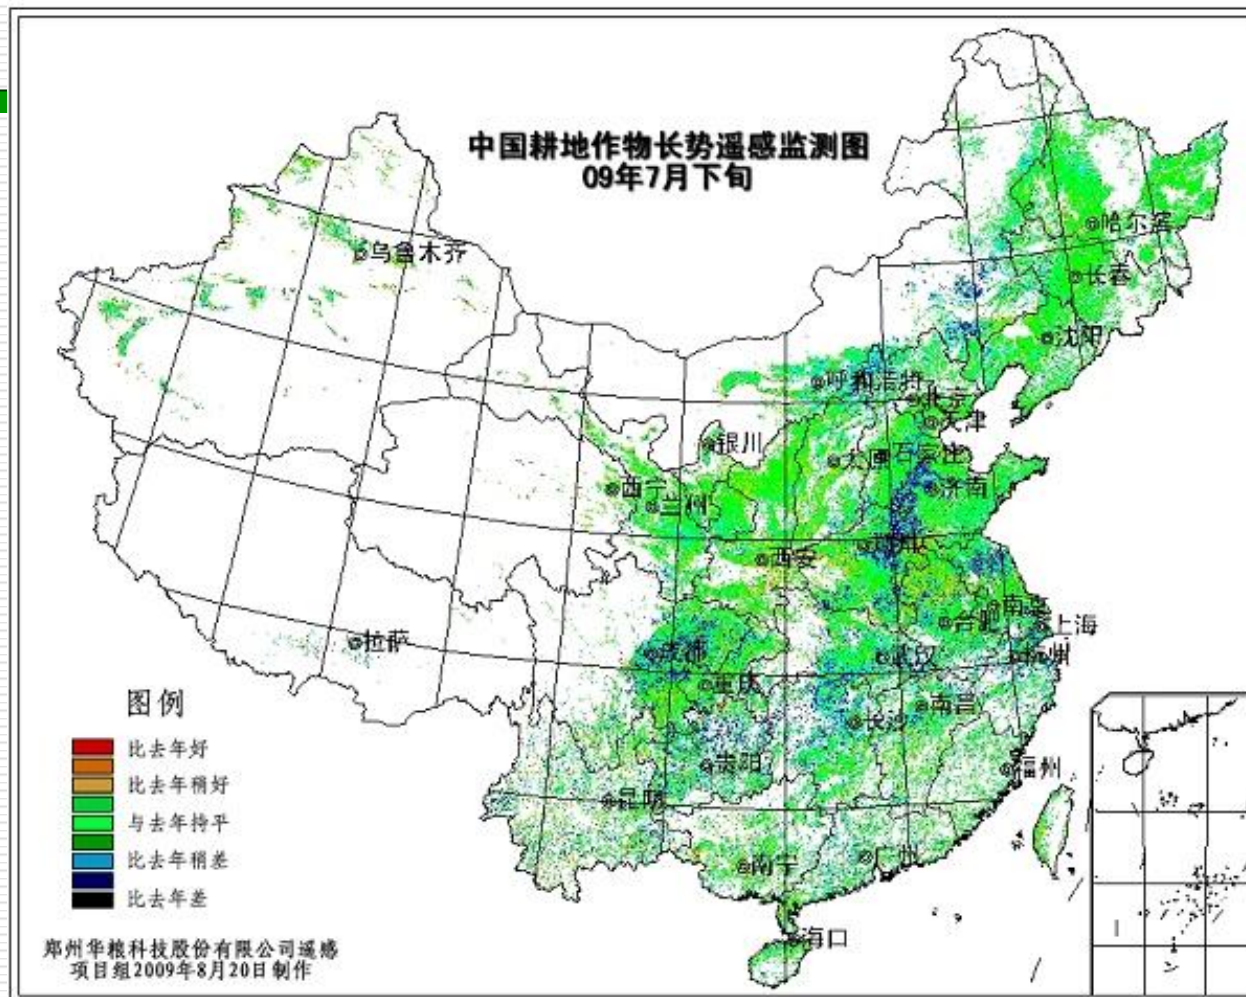 中国耕地作物长势遥感监测图
09年7月下旬
哈尔滨
乌鲁木齐
长春
沈阳
呼和浩特
北京
天津
银川
太原
石家庄
西宁
济南
兰州
西安
南京
合肥
上海
拉萨
成都
武汉
杭州
重庆
南昌
长沙
贵阳
福州
昆明
南宁
广州
海口
图例
比去年好
比去年稍好
与去年持平
比去年稍差
比去年差
郑州华粮科技股份有限公司遥感
项目组2009年8月20日制作